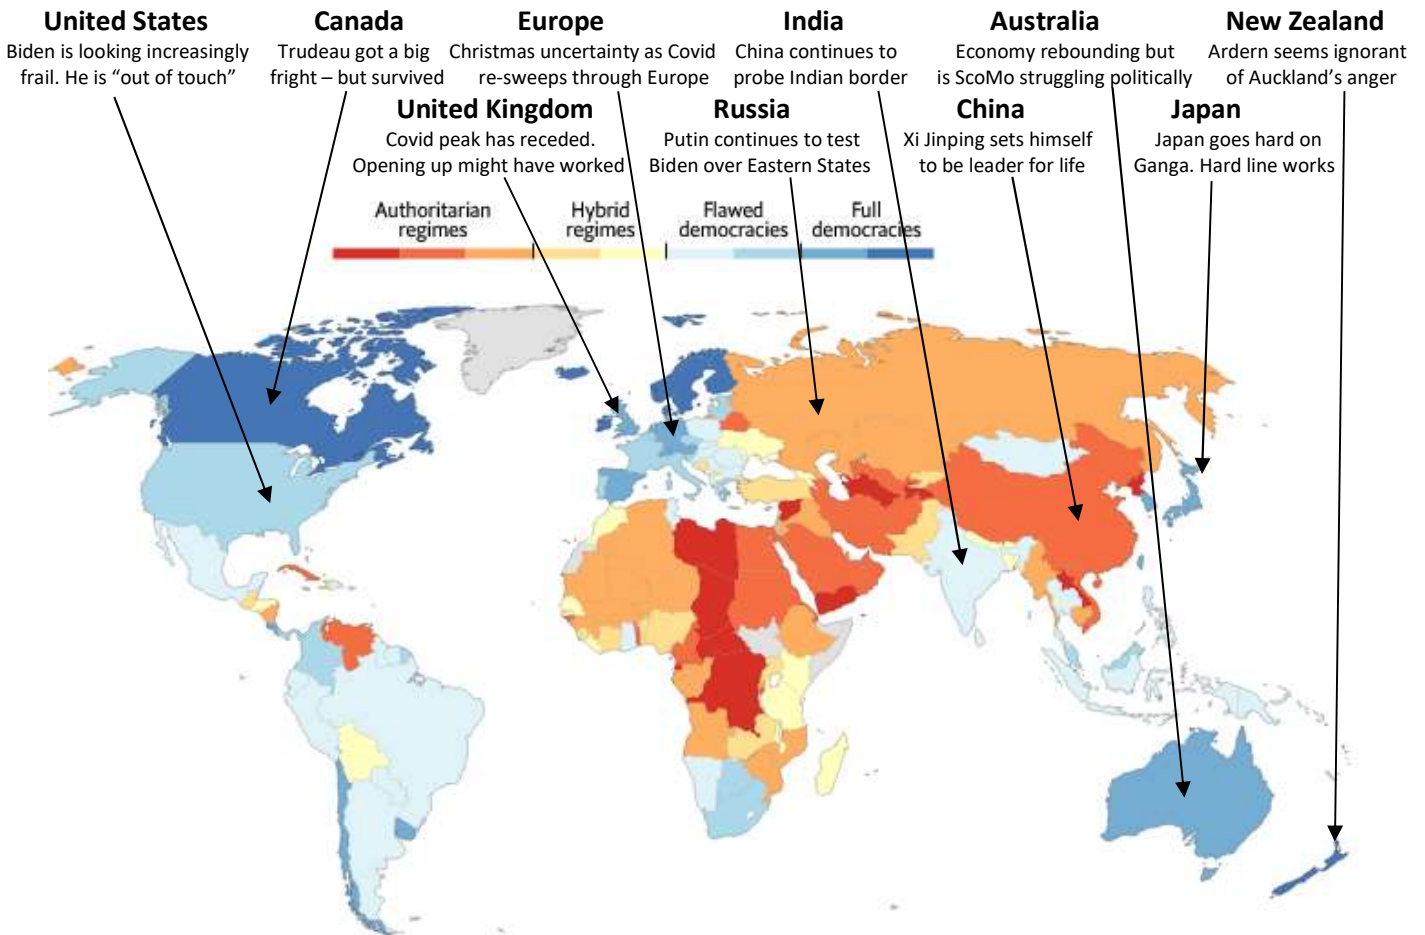 United States
Biden is looking increasingly
frail. He is “out of touch”
Canada
Trudeau got a big
fright – but survived
Europe
Christmas uncertainty as Covid
re-sweeps through Europe
India
China continues to
probe Indian border
Australia
Economy rebounding but
is ScoMo struggling politically
New Zealand
Ardern seems ignorant
of Auckland’s anger
United Kingdom
Covid peak has receded.
Opening up might have worked
Russia
Putin continues to test
Biden over Eastern States
China
Xi Jinping sets himself
to be leader for life
Japan
Japan goes hard on
Ganga. Hard line works
Authoritarian
regimes
Hybrid
regimes
Flawed
democracies
Full
democracies